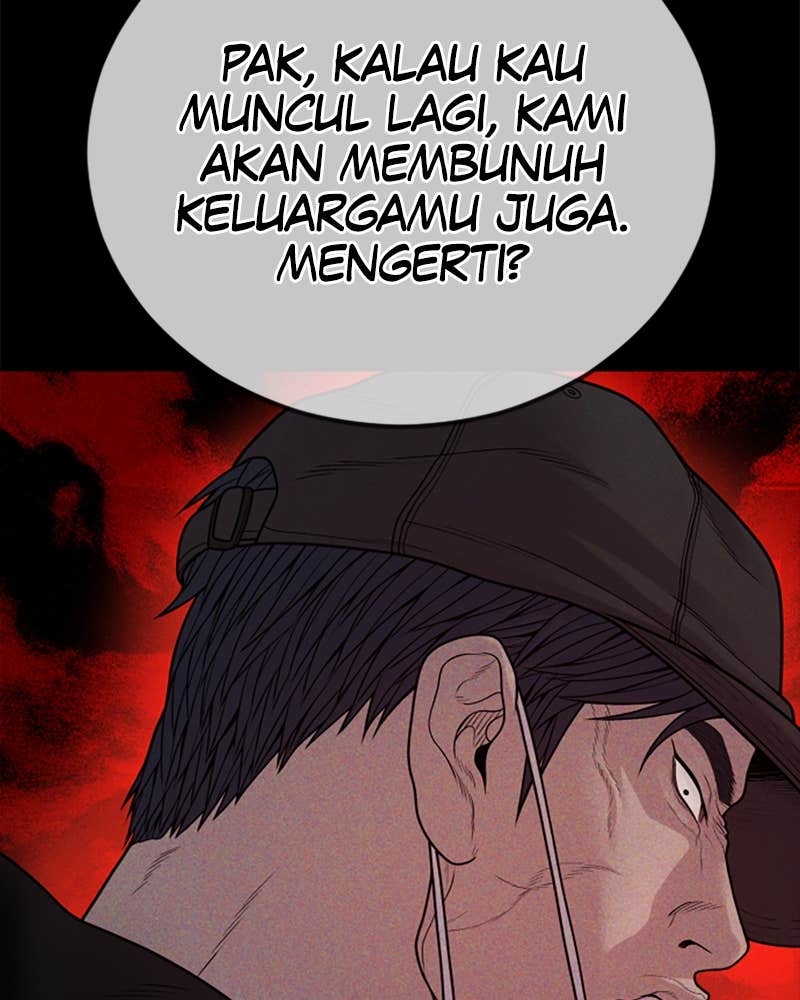 PAK, KALAU KAU
MUNCUL LAGI, KAMI
AKAN MEMBUNUH
KELUARGAMU JUGA.
MENGERTI?